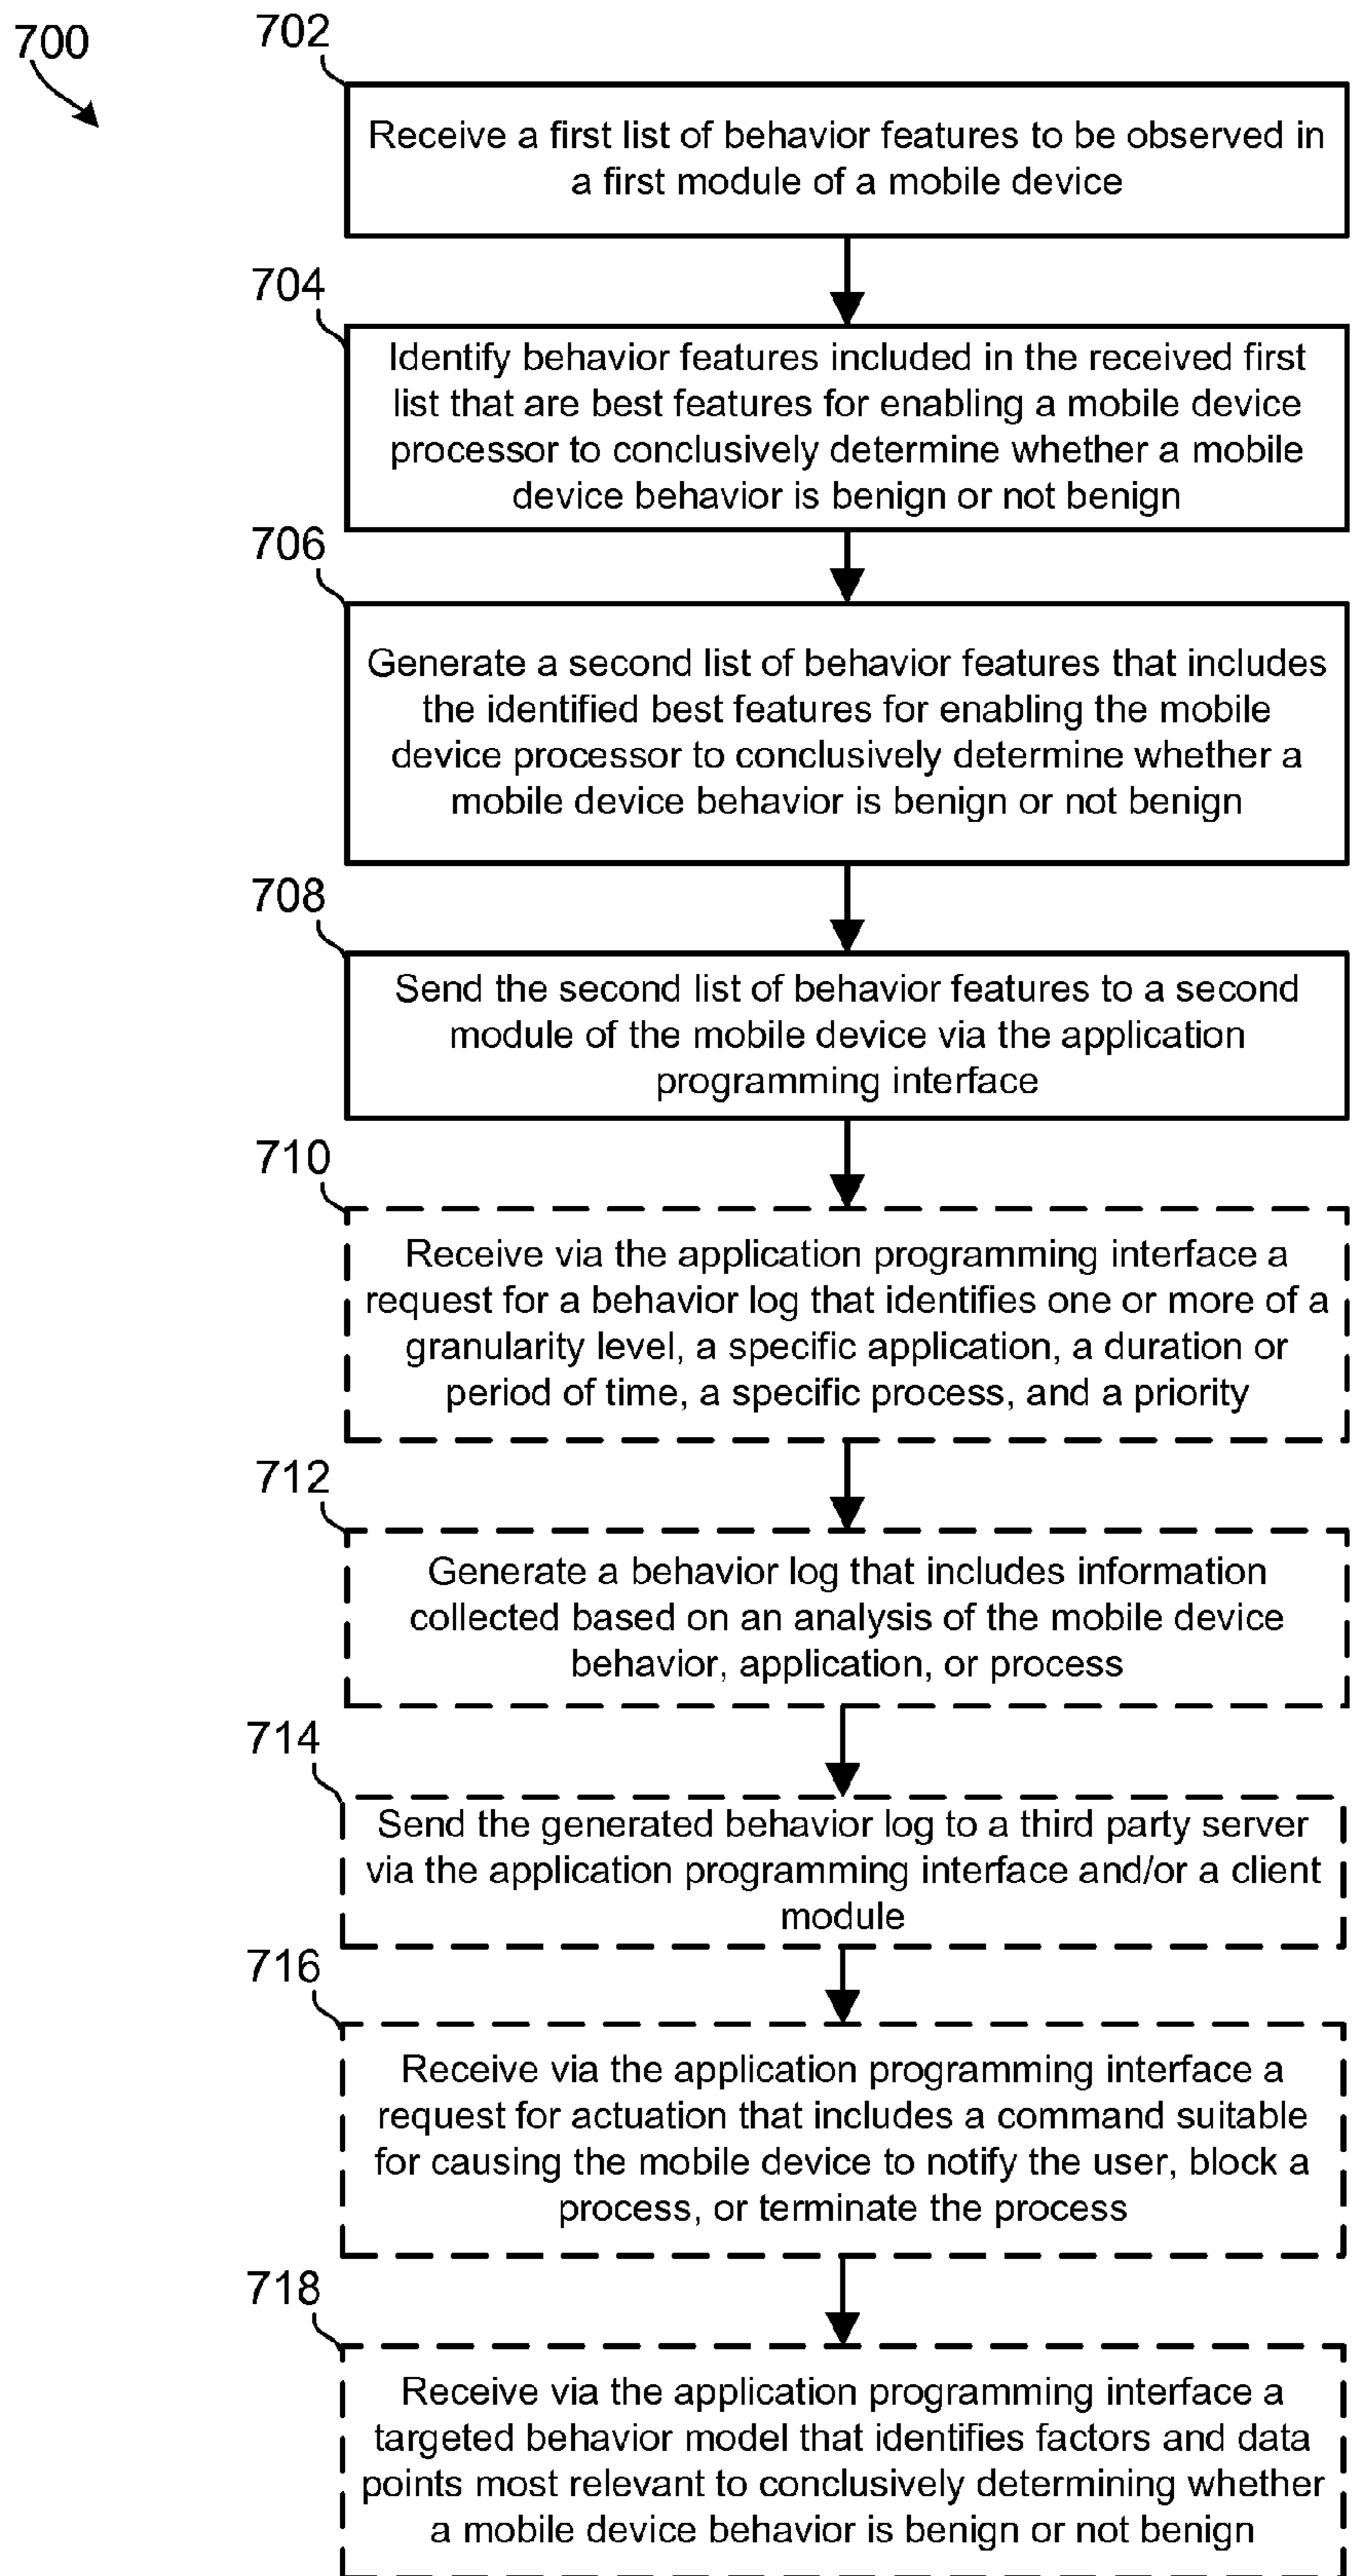 700
702
Receive a first list of behavior features to be observed in
a first module of a mobile device
704
Identify behavior features included in the received first
list that are best features for enabling a mobile device
processor to conclusively determine whether a mobile
device behavior is benign or not benign
706
Generate a second list of behavior features that includes
the identified best features for enabling the mobile
device processor to conclusively determine whether a
mobile device behavior is benign or not benign
708
Send the second list of behavior features to a second
module of the mobile device via the application
programming interface
710
Receive via the application programming interface a
request for a behavior log that identifies one or more of a
granularity level, a specific application, a duration or
period of time, a specific process, and a priority
712
Generate a behavior log that includes information
collected based on an analysis of the mobile device
behavior, application, or process
714
Send the generated behavior log to a third party server
via the application programming interface and/or a client
module
716
Receive via the application programming interface a
request for actuation that includes a command suitable
for causing the mobile device to notify the user, block a
process, or terminate the process
718
Receive via the application programming interface a
targeted behavior model that identifies factors and data
points most relevant to conclusively determining whether
a mobile device behavior is benign or not benign